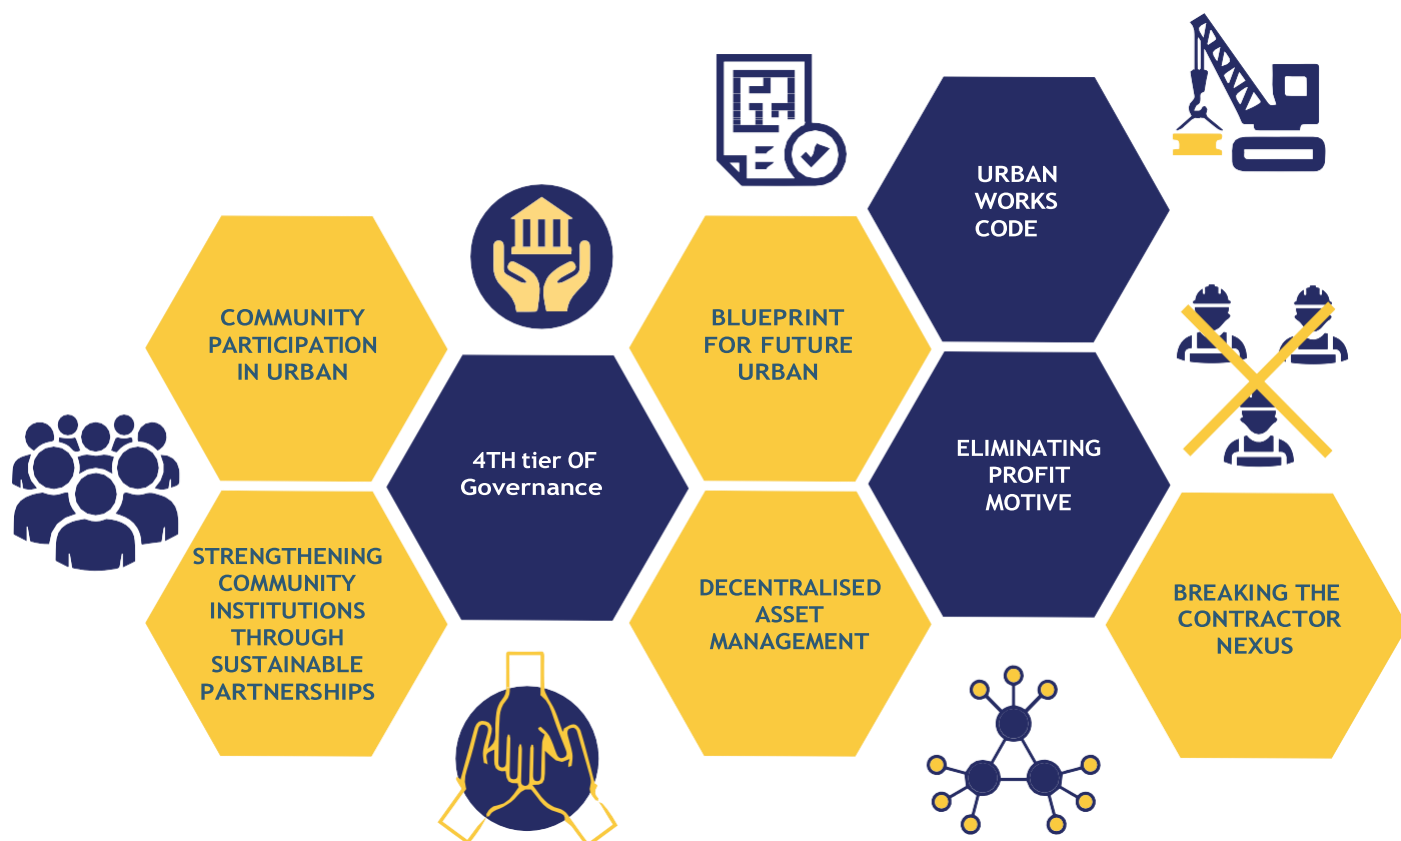 COMMUNITY
PARTICIPATION
IN URBAN
STRENGTHENING
COMMUNITY
INSTITUTIONS
THROUGH
SUSTAINABLE
PARTNERSHIPS
4TH tier OF
Governance
BLUEPRINT
FOR FUTURE
URBAN
DECENTRALISED
ASSET
MANAGEMENT
URBAN
WORKS
CODE
ELIMINATING
PROFIT
MOTIVE
BREAKING THE
CONTRACTOR
NEXUS